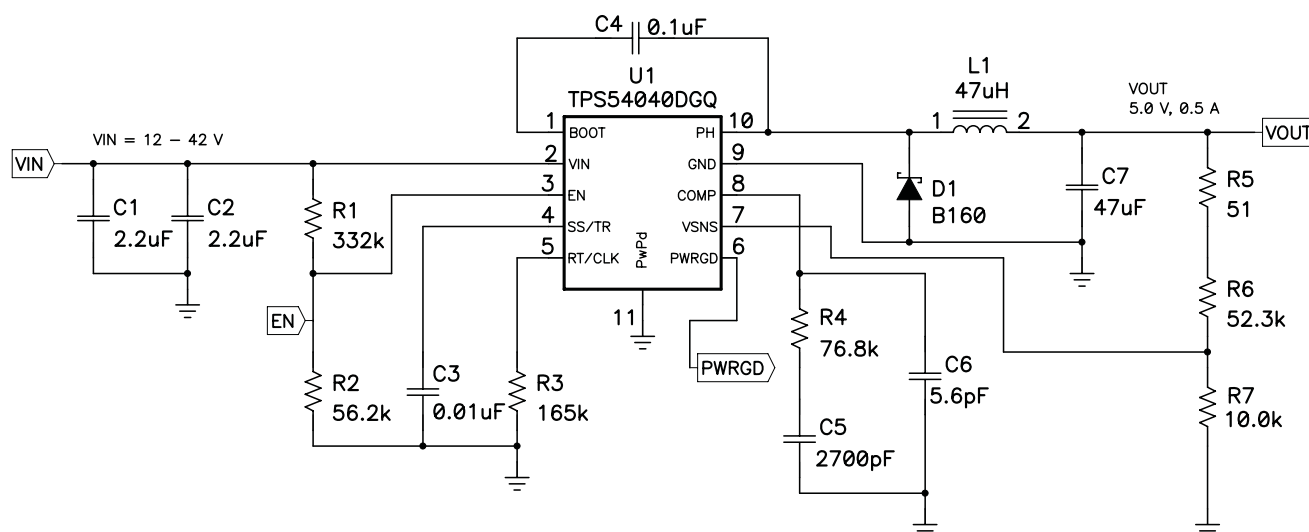 C4
0.1uF
U1
TPS54040DGQ
L1
47uH
VOUT
5.0 V, 0.5 A
VIN = 12 – 42 V
VIN
VOUT
1
2
3
4
5
BOOT
VIN
EN
SS/TR
RT/CLK
PwPd
PH
GND
COMP
VSNS
PWRGD
10
9
8
7
6
11
1
2
C1
2.2uF
C2
2.2uF
R1
332k
D1
B160
C7
47uF
R5
51
R6
52.3k
EN
R2
56.2k
C3
0.01uF
R3
165k
PWRGD
R4
76.8k
C6
5.6pF
C5
2700pF
R7
10.0k